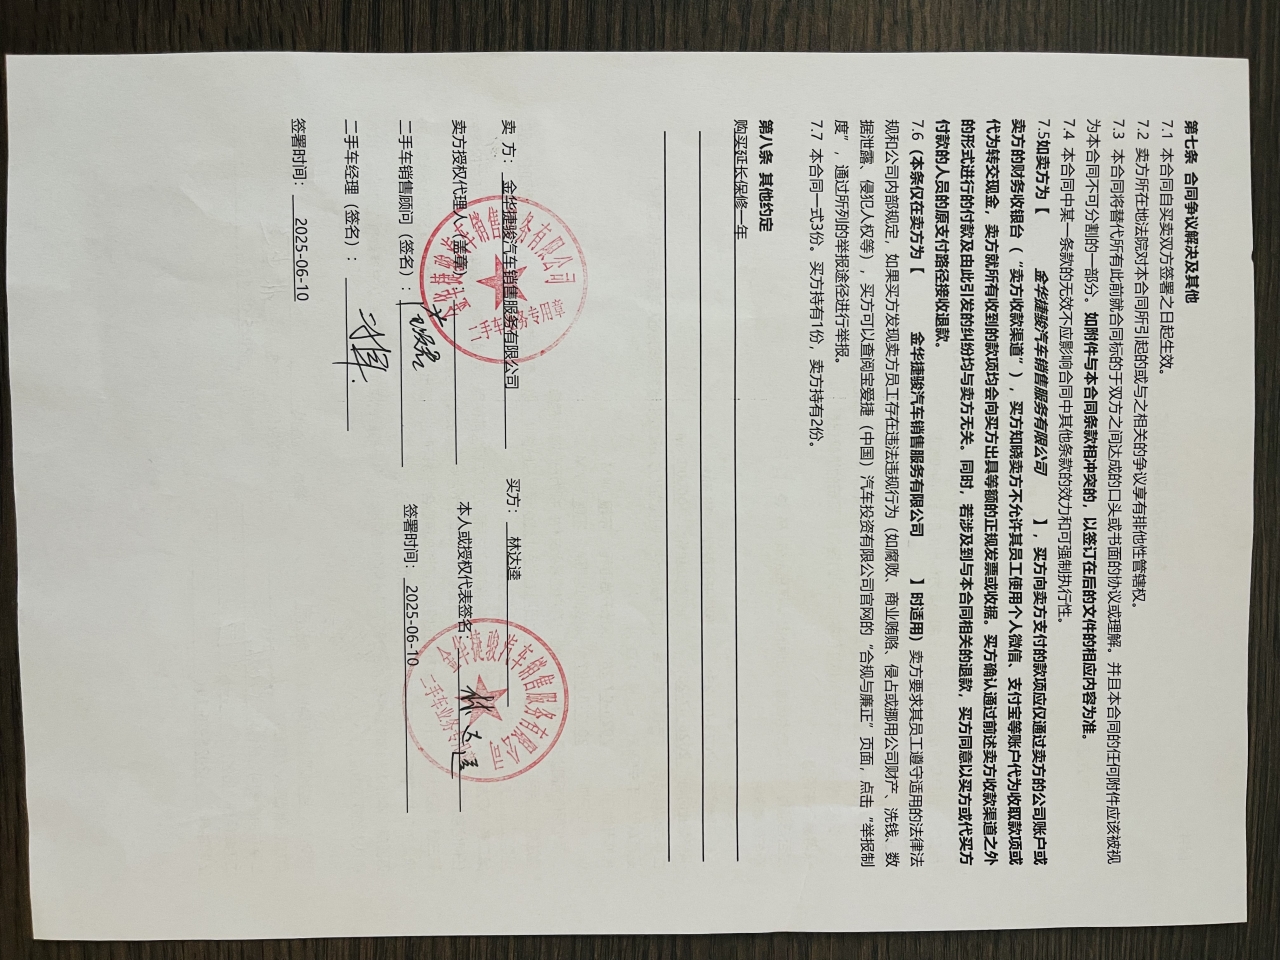 第七条 合同争议解决及其他
7.1 本合同自买卖双方签署之日起生效。
7.2 卖方所在地法院对本合同所引起的或与之相关的争议享有排他性管辖权。
7.3 本合同将替代所有此前就合同标的于双方之间达成的口头或书面的协议或理解。并且本合同的任何附件应该被视
为本合同不可分割的一部分。如附件与本合同条款相冲突的，以签订在后的文件的相应内容为准。
7.4 本合同中某一条款的无效不应影响合同中其他条款的效力和可强制执行性。
7.5如卖方为【 金华捷骏汽车销售服务有限公司 】，买方向卖方支付的款项应仅通过卖方的公司账户或
卖方的财务收银台（“卖方收款渠道”），买方知晓卖方不允许其员工使用个人微信、支付宝等账户代为收取款项或
代为转交现金，卖方就所有收到的款项均会向买方出具等额的正规发票或收据。买方确认通过前述卖方收款渠道之外
的形式进行的付款及由此引发的纠纷均与卖方无关。同时，若涉及到与本合同相关的退款，买方同意以买方或代买方
付款的人员的原支付路径接收退款。
7.6（本条仅在卖方为【 金华捷骏汽车销售服务有限公司 】时适用）卖方要求其员工遵守适用的法律法
规和公司内部规定，如果买方发现卖方员工存在违法违规行为（如腐败、商业贿赂、侵占或挪用公司财产、洗钱、数
据泄露、侵犯人权等），买方可以查阅宝爱捷（中国）汽车投资有限公司官网的“合规与廉正”页面，点击“举报制
度”，通过所列的举报途径进行举报。
7.7 本合同一式3份。买方持有1份，卖方持有2份。
第八条 其他约定
购买延长保修一年
卖 方：金华捷骏汽车销售服务有限公司
买方：林达逵
卖方授权代理人（盖章）：
本人或授权代表签名：林达逵
二手车销售顾问（签名）：
签署时间：2025-06-10
二手车经理（签名）：
签署时间：2025-06-10
金华捷骏汽车销售服务有限公司
二手车业务专用章
金华捷骏汽车销售服务有限公司
二手车业务专用章